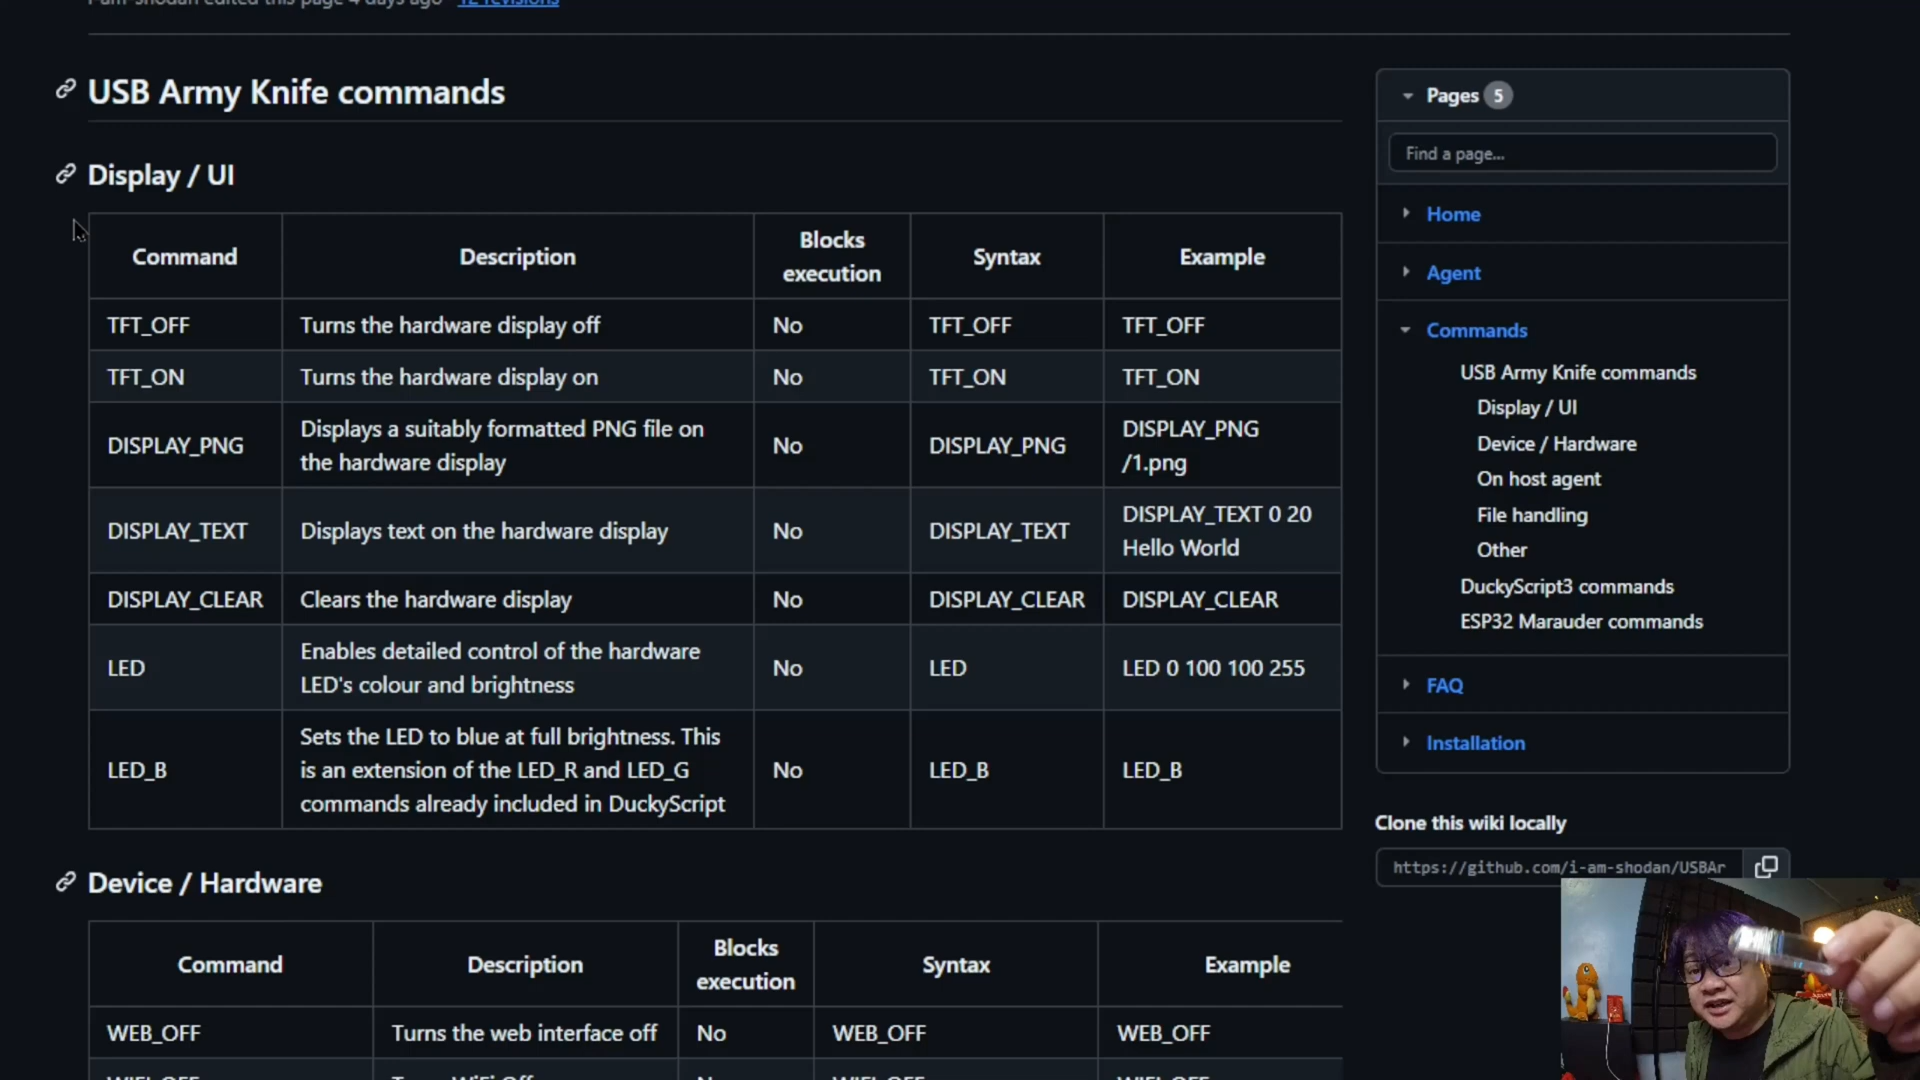 edited this page 4 days ago 12 revisions
USB Army Knife commands
Display / UI
Command Description Blocks execution Syntax Example
TFT_OFF Turns the hardware display off No TFT_OFF TFT_OFF
TFT_ON Turns the hardware display on No TFT_ON TFT_ON
DISPLAY_PNG Displays a suitably formatted PNG file on the hardware display No DISPLAY_PNG DISPLAY_PNG /1.png
DISPLAY_TEXT Displays text on the hardware display No DISPLAY_TEXT DISPLAY_TEXT 0 20 Hello World
DISPLAY_CLEAR Clears the hardware display No DISPLAY_CLEAR DISPLAY_CLEAR
LED Enables detailed control of the hardware LED's colour and brightness No LED LED 0 100 100 255
LED_B Sets the LED to blue at full brightness. This is an extension of the LED_R and LED_G commands already included in DuckyScript No LED_B LED_B
Device / Hardware
Command Description Blocks execution Syntax Example
WEB_OFF Turns the web interface off No WEB_OFF WEB_OFF
Pages 5
Find a page...
Home
Agent
Commands
USB Army Knife commands
Display / UI
Device / Hardware
On host agent
File handling
Other
DuckyScript3 commands
ESP32 Marauder commands
FAQ
Installation
Clone this wiki locally
https://github.com/i-am-shodan/USBAr